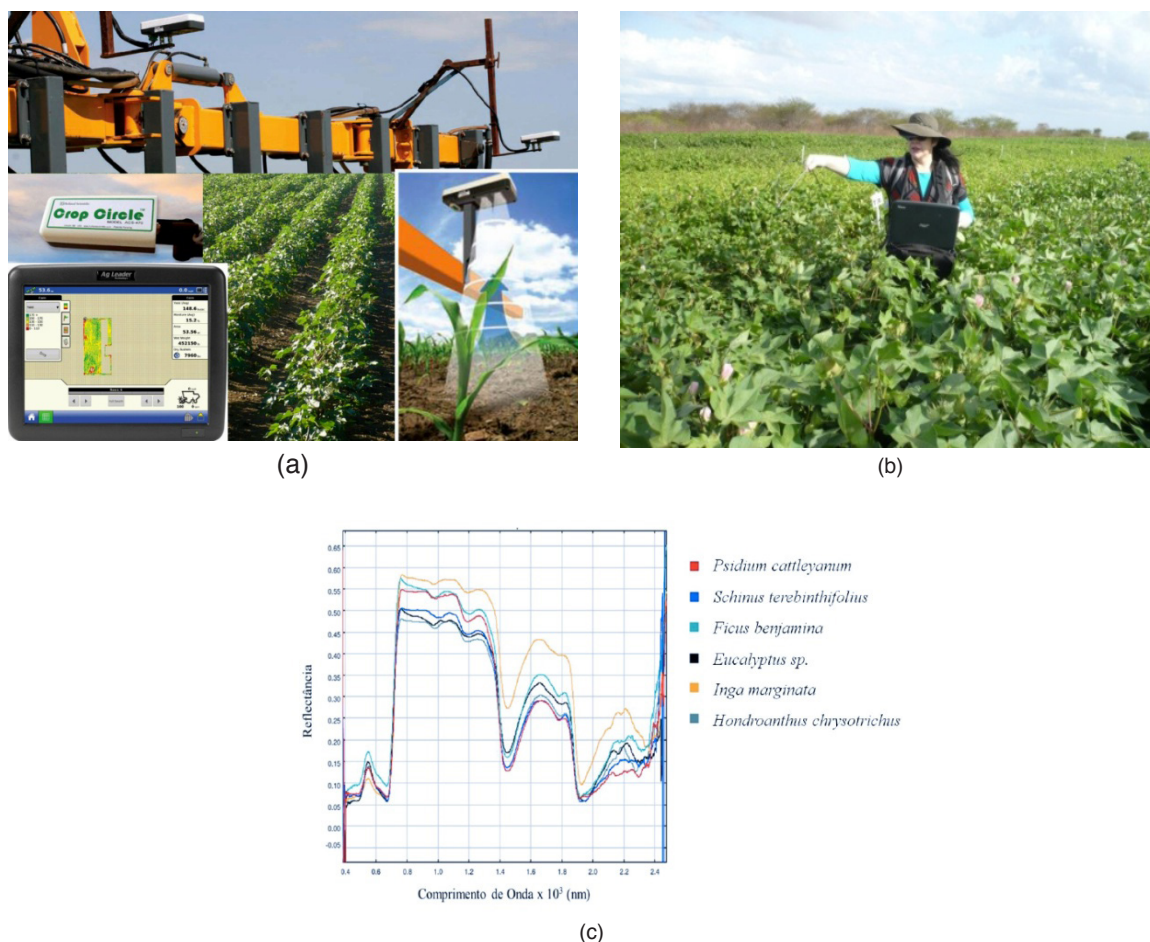 Crop Circle
Ag Leader
(a)
(b)
0.65
0.60
0.55
0.50
0.45
0.40
0.35
0.30
0.25
0.20
0.15
0.10
0.05
0.00
-0.05
Reflectância
0.4 0.6 0.8 1.0 1.2 1.4 1.6 1.8 2.0 2.2 2.4
Comprimento de Onda x 10³ (nm)
Psidium cattleyanum
Schinus terebinthifolius
Ficus benjamina
Eucalyptus sp.
Inga marginata
Hondroanthus chrysotrichus
(c)